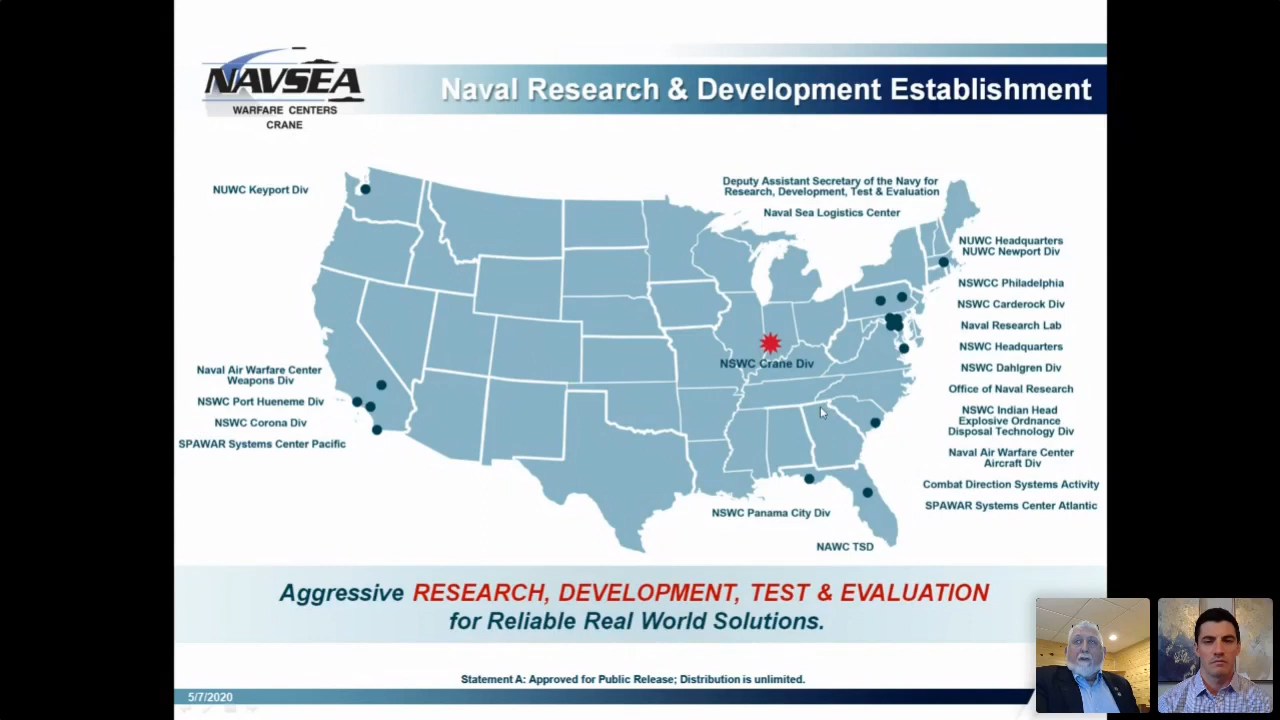 NAVSEA
WARFARE CENTERS
CRANE
Naval Research & Development Establishment
NUWC Keyport Div
Deputy Assistant Secretary of the Navy for
Research, Development, Test & Evaluation
Naval Sea Logistics Center
NUWC Headquarters
NUWC Newport Div
NSWCC Philadelphia
NSWC Carderock Div
Naval Research Lab
NSWC Headquarters
NSWC Dahlgren Div
Office of Naval Research
NSWC Indian Head
Explosive Ordnance
Disposal Technology Div
Naval Air Warfare Center
Aircraft Div
Combat Direction Systems Activity
SPAWAR Systems Center Atlantic
NSWC Crane Div
Naval Air Warfare Center
Weapons Div
NSWC Port Hueneme Div
NSWC Corona Div
SPAWAR Systems Center Pacific
NSWC Panama City Div
NAWC TSD
Aggressive RESEARCH, DEVELOPMENT, TEST & EVALUATION
for Reliable Real World Solutions.
Statement A: Approved for Public Release; Distribution is unlimited.
5/7/2020